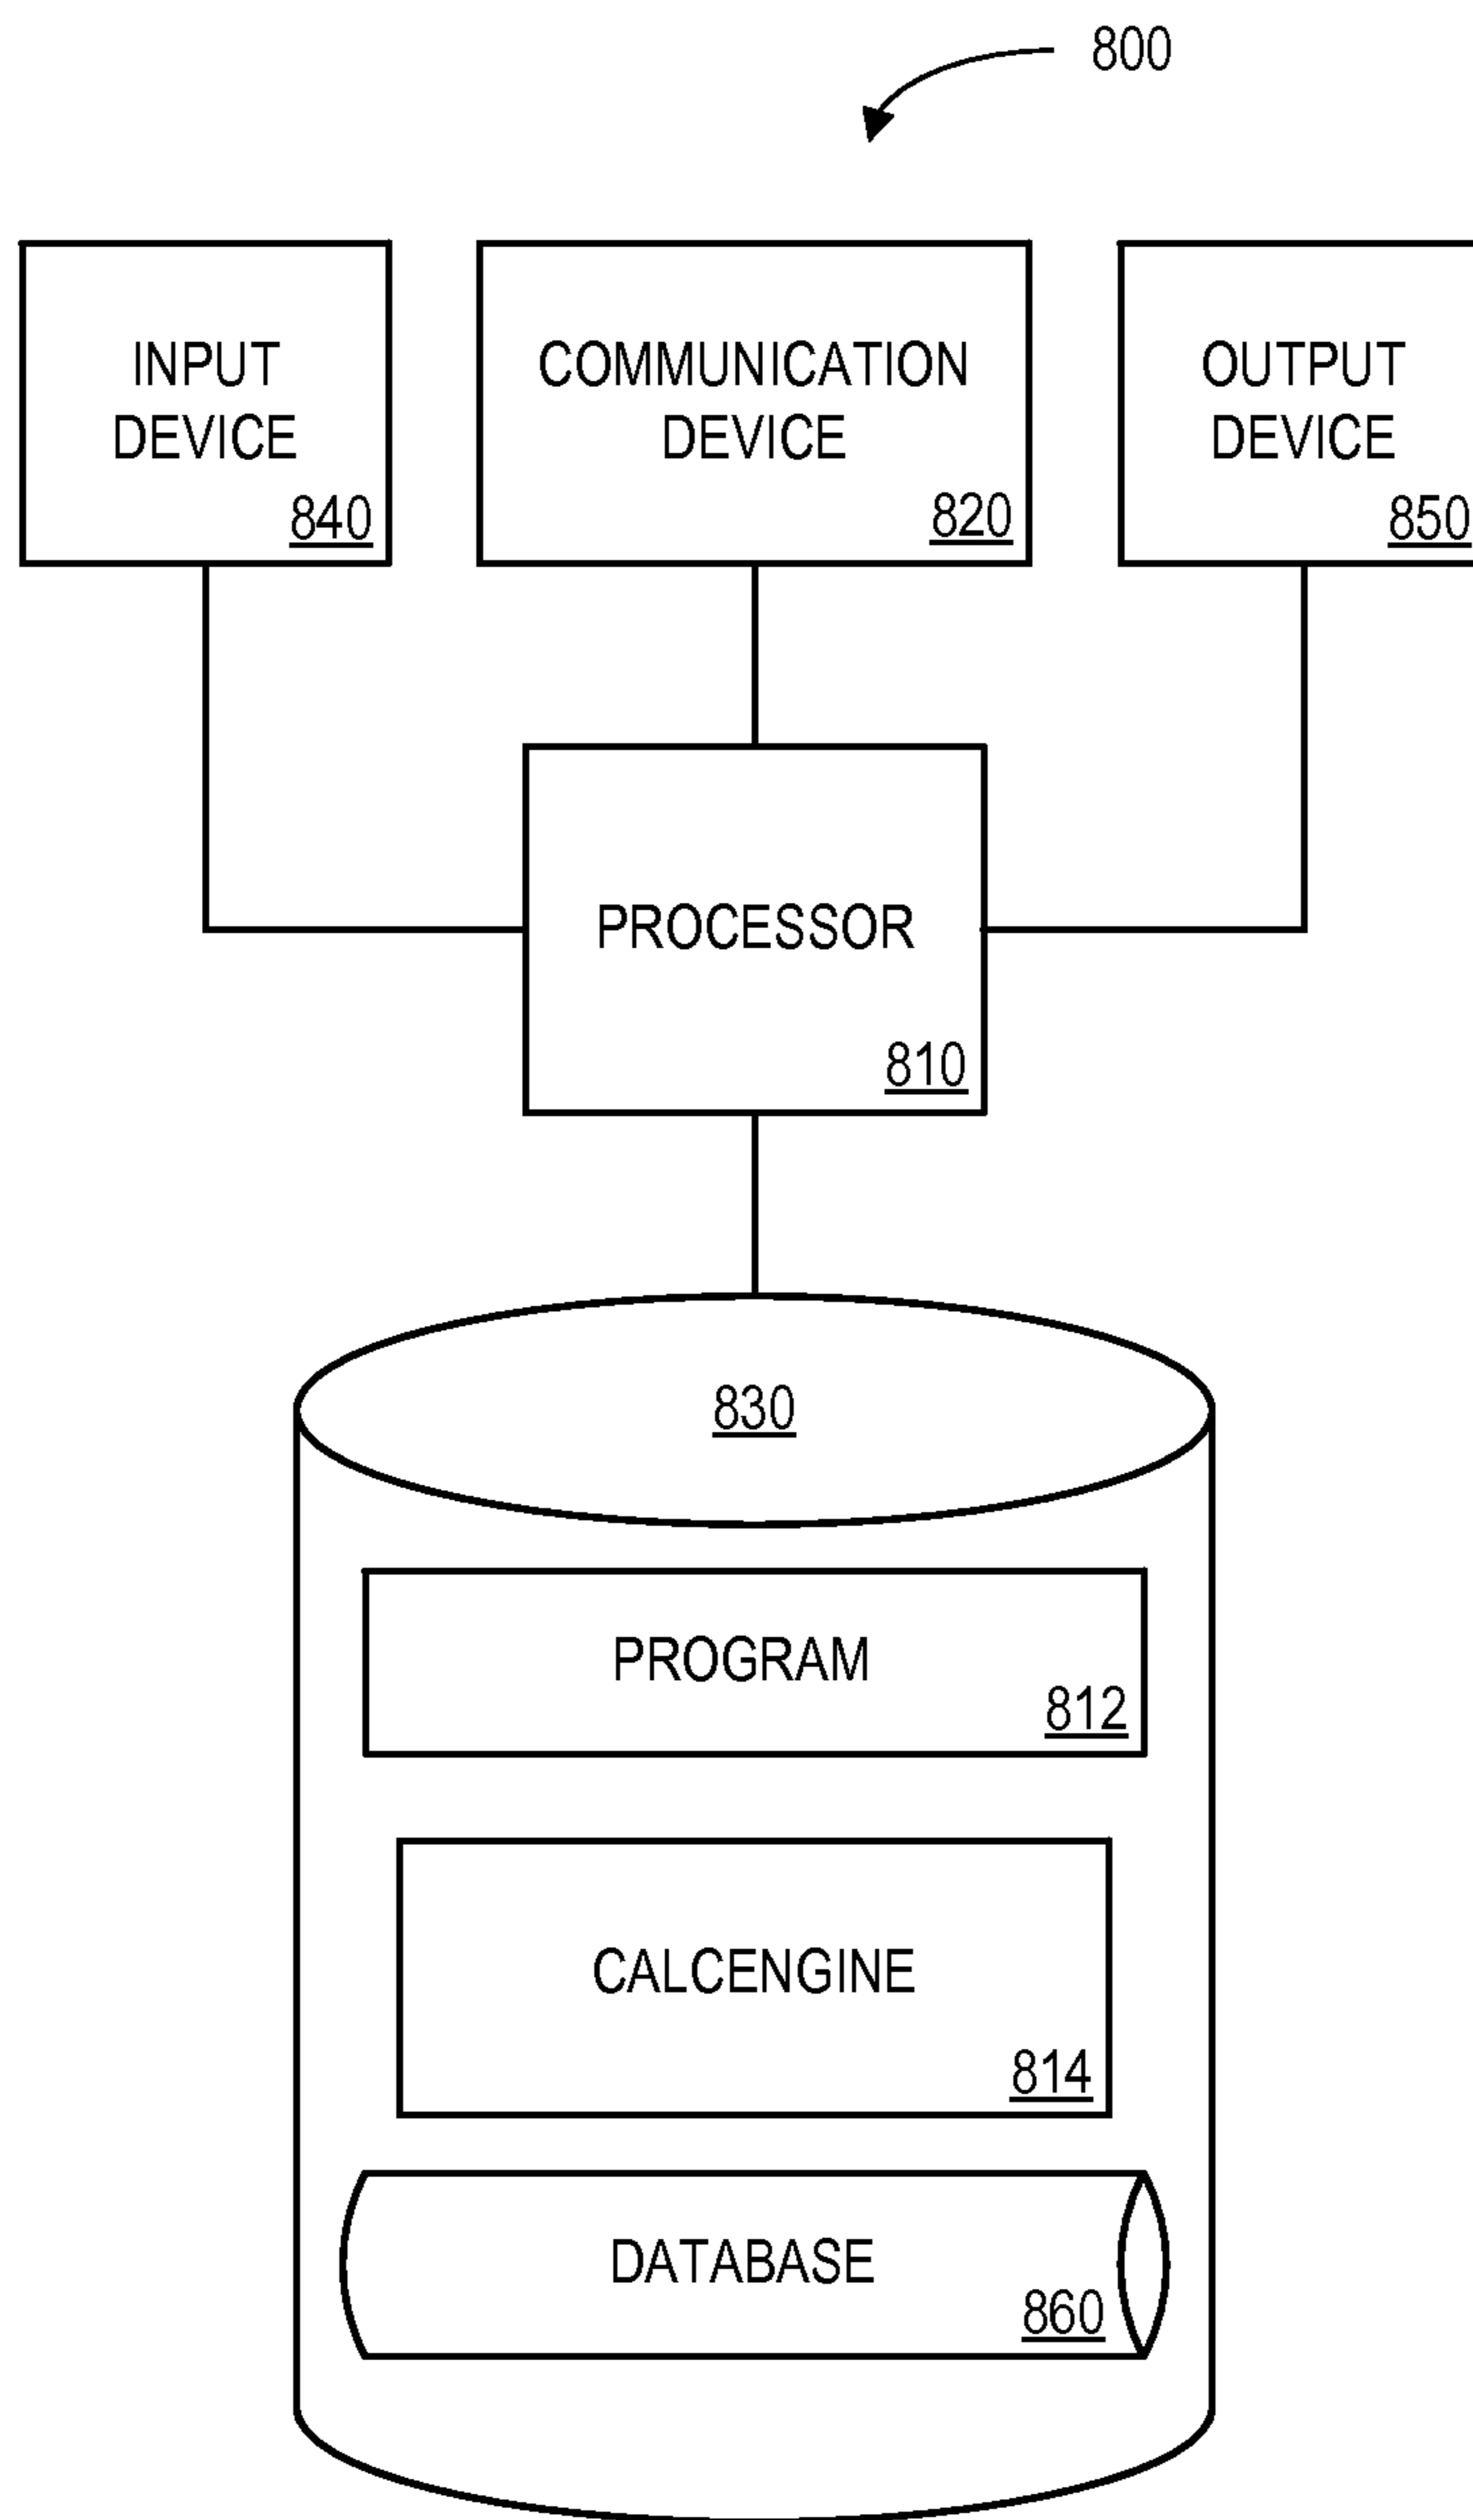 800
INPUT
DEVICE
840
COMMUNICATION
DEVICE
820
OUTPUT
DEVICE
850
PROCESSOR
810
830
PROGRAM
812
CALCENGINE
814
DATABASE
860